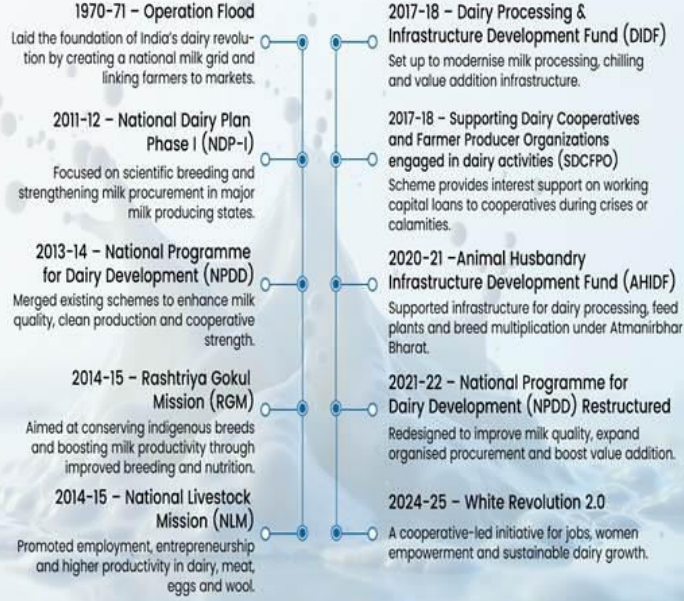 1970-71 – Operation Flood
Laid the foundation of India's dairy revolu-
tion by creating a national milk grid and
linking farmers to markets.
2011-12 – National Dairy Plan
Phase I (NDP-I)
Focused on scientific breeding and
strengthening milk procurement in major
milk producing states.
2013-14 – National Programme
for Dairy Development (NPDD)
Merged existing schemes to enhance milk
quality, clean production and cooperative
strength.
2014-15 – Rashtriya Gokul
Mission (RGM)
Aimed at conserving indigenous breeds
and boosting milk productivity through
improved breeding and nutrition.
2014-15 – National Livestock
Mission (NLM)
Promoted employment, entrepreneurship
and higher productivity in dairy, meat,
eggs and wool.
2017-18 – Dairy Processing &
Infrastructure Development Fund (DIDF)
Set up to modernise milk processing, chilling
and value addition infrastructure.
2017-18 – Supporting Dairy Cooperatives
and Farmer Producer Organizations
engaged in dairy activities (SDCFPO)
Scheme provides interest support on working
capital loans to cooperatives during crises or
calamities.
2020-21 –Animal Husbandry
Infrastructure Development Fund (AHIDF)
Supported infrastructure for dairy processing, feed
plants and breed multiplication under Atmanirbhar
Bharat.
2021-22 – National Programme for
Dairy Development (NPDD) Restructured
Redesigned to improve milk quality, expand
organised procurement and boost value addition.
2024-25 – White Revolution 2.0
A cooperative-led initiative for jobs, women
empowerment and sustainable dairy growth.